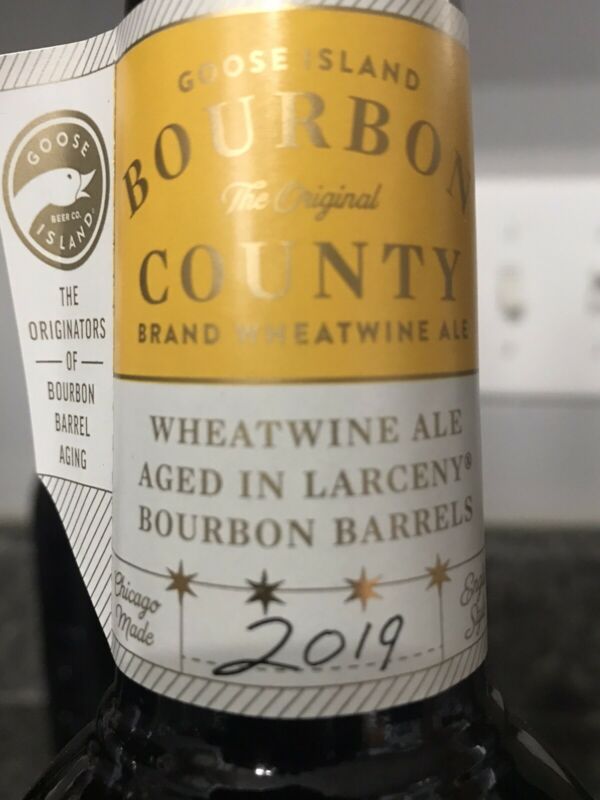 GOOSE
BEER CO.
ISLAND
THE
ORIGINATORS
OF
BOURBON
BARREL
AGING
GOOSE ISLAND
BOURBON
The Original
COUNTY
BRAND WHEATWINE ALE
WHEATWINE ALE
AGED IN LARCENY®
BOURBON BARRELS
Chicago
Made
2019